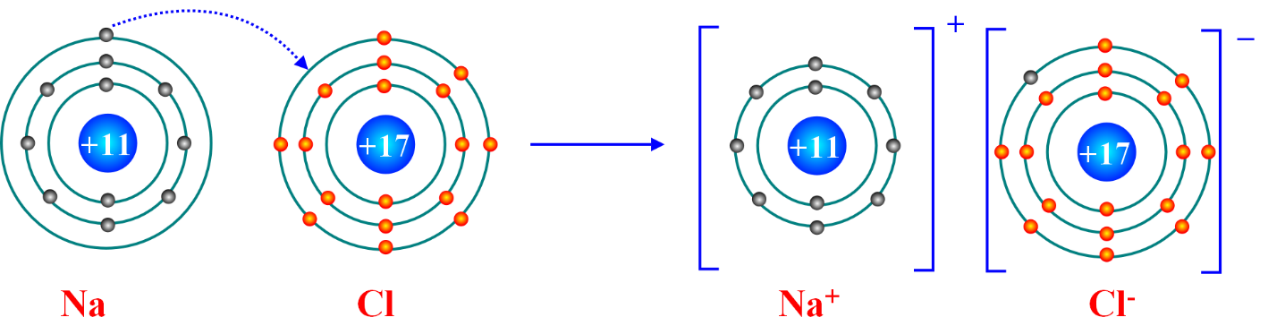 +11
+17
+11
+
+17
−
Na
Cl
Na⁺
Cl⁻